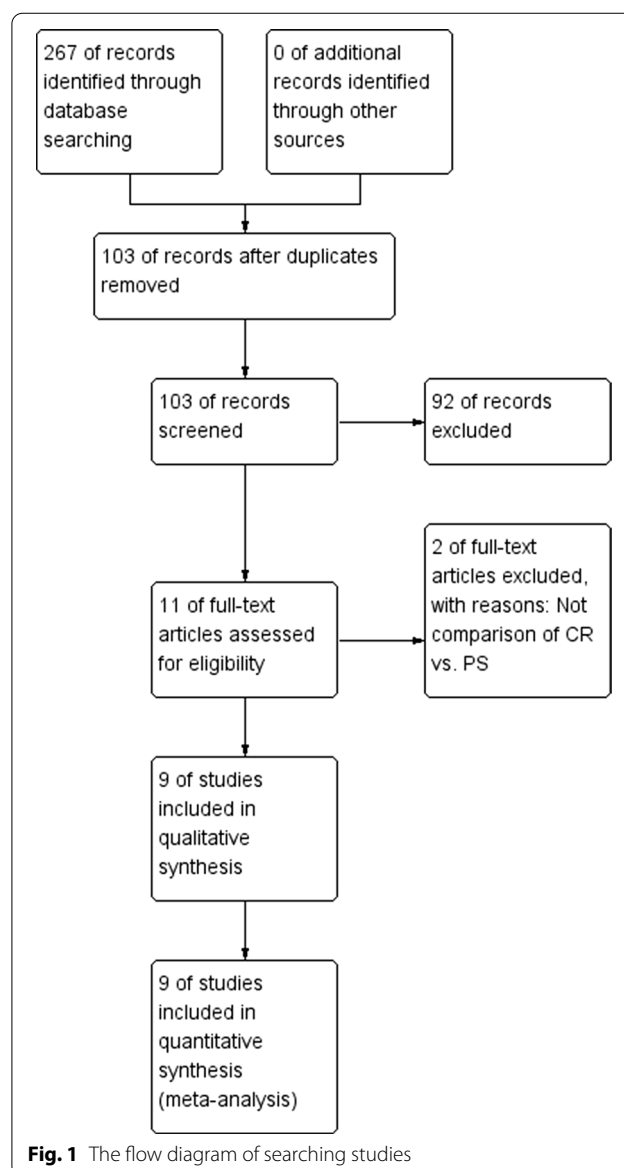 267 of records
identified through
database
searching
0 of additional
records identified
through other
sources
103 of records after duplicates
removed
103 of records
screened
92 of records
excluded
11 of full-text
articles assessed
for eligibility
2 of full-text
articles excluded,
with reasons: Not
comparison of CR
vs. PS
9 of studies
included in
qualitative
synthesis
9 of studies
included in
quantitative
synthesis
(meta-analysis)
Fig. 1 The flow diagram of searching studies